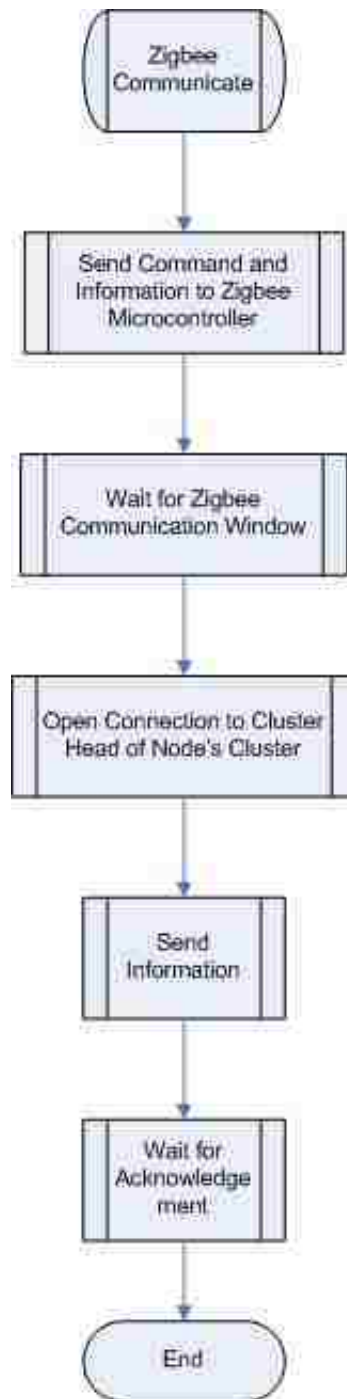 Zigbee
Communicate
Send Command and
Information to Zigbee
Microcontroller
Wait for Zigbee
Communication Window
Open Connection to Cluster
Head of Node's Cluster
Send
Information
Wait for
Acknowledge
ment
End